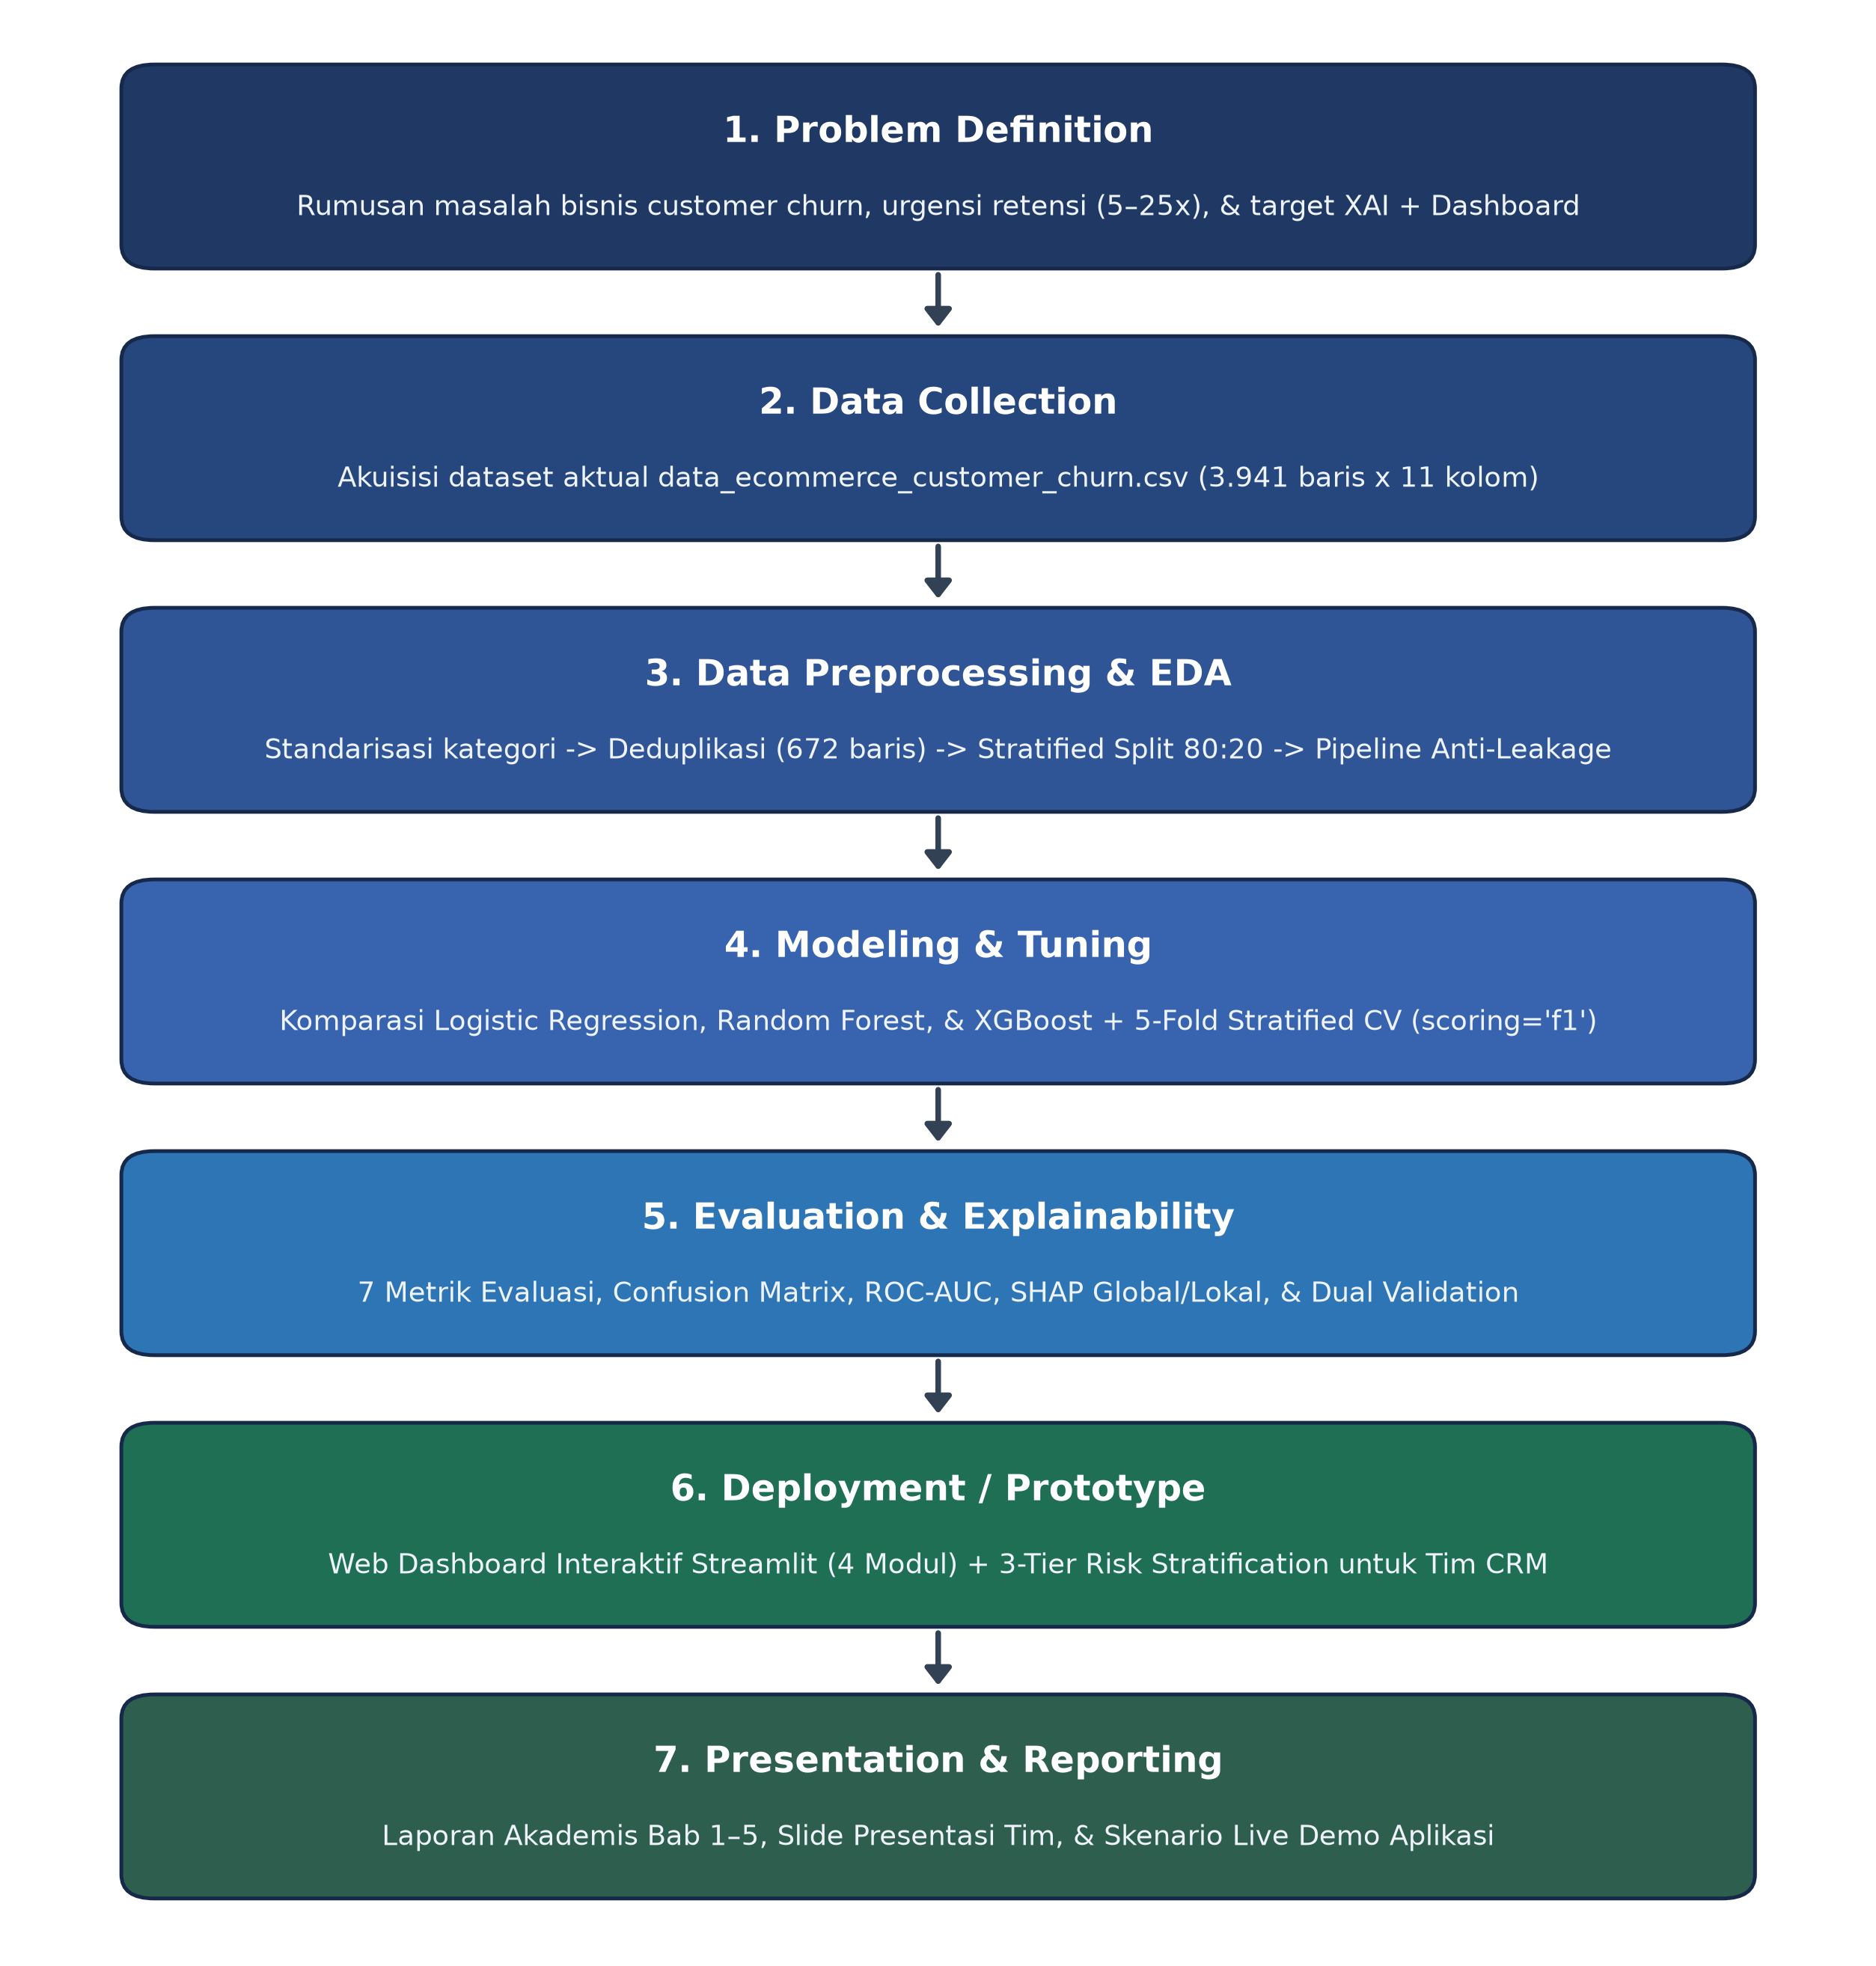 1. Problem Definition
Rumusan masalah bisnis customer churn, urgensi retensi (5–25x), & target XAI + Dashboard
2. Data Collection
Akuisisi dataset aktual data_ecommerce_customer_churn.csv (3.941 baris x 11 kolom)
3. Data Preprocessing & EDA
Standarisasi kategori -> Deduplikasi (672 baris) -> Stratified Split 80:20 -> Pipeline Anti-Leakage
4. Modeling & Tuning
Komparasi Logistic Regression, Random Forest, & XGBoost + 5-Fold Stratified CV (scoring='f1')
5. Evaluation & Explainability
7 Metrik Evaluasi, Confusion Matrix, ROC-AUC, SHAP Global/Lokal, & Dual Validation
6. Deployment / Prototype
Web Dashboard Interaktif Streamlit (4 Modul) + 3-Tier Risk Stratification untuk Tim CRM
7. Presentation & Reporting
Laporan Akademis Bab 1–5, Slide Presentasi Tim, & Skenario Live Demo Aplikasi